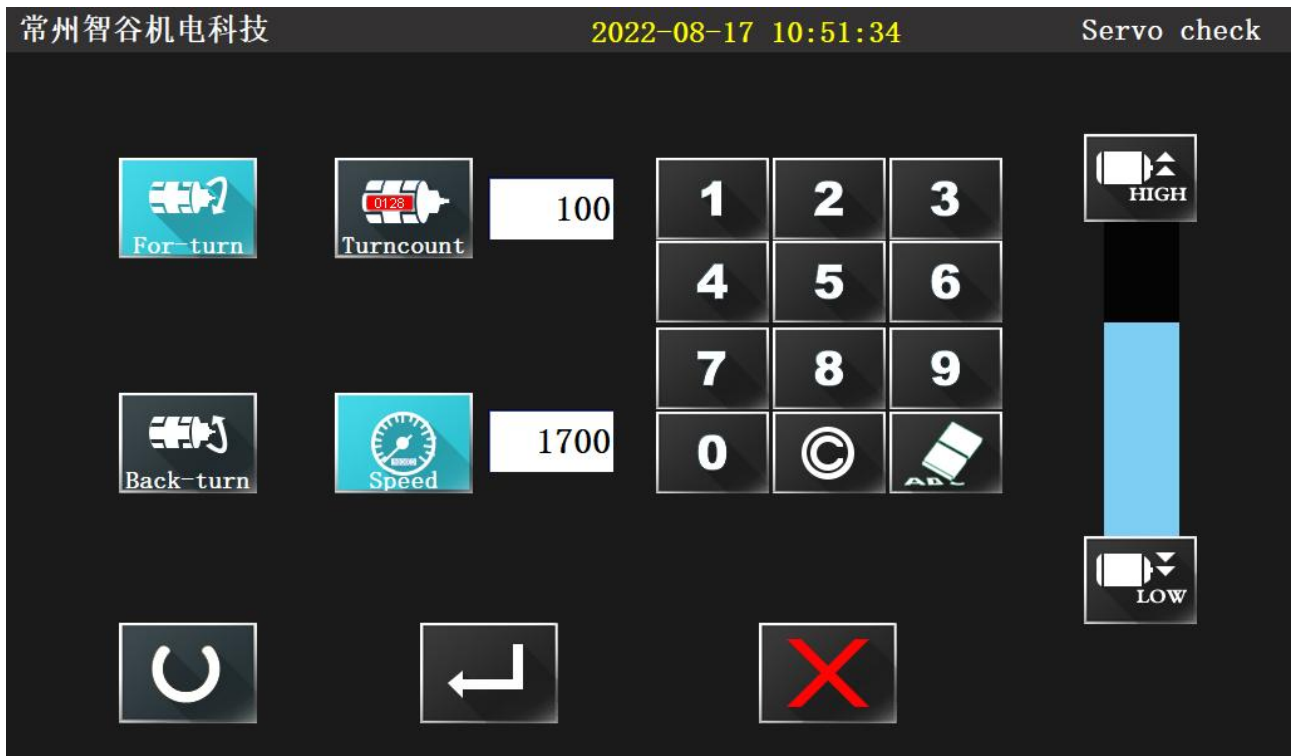 常州智谷机电科技 2022-08-17 10:51:34 Servo check
For-turn
0128
Turncount
100
1 2 3
HIGH
4 5 6
7 8 9
Back-turn
Speed
1700
0 ©
LOW